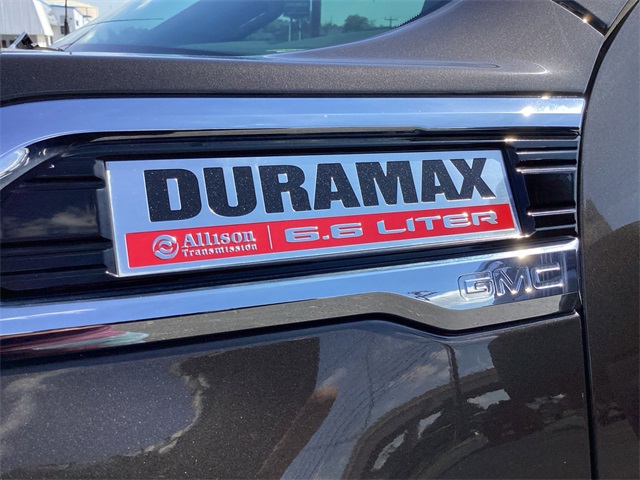 DURAMAX
Allison Transmission 6.6 LITER
GMC